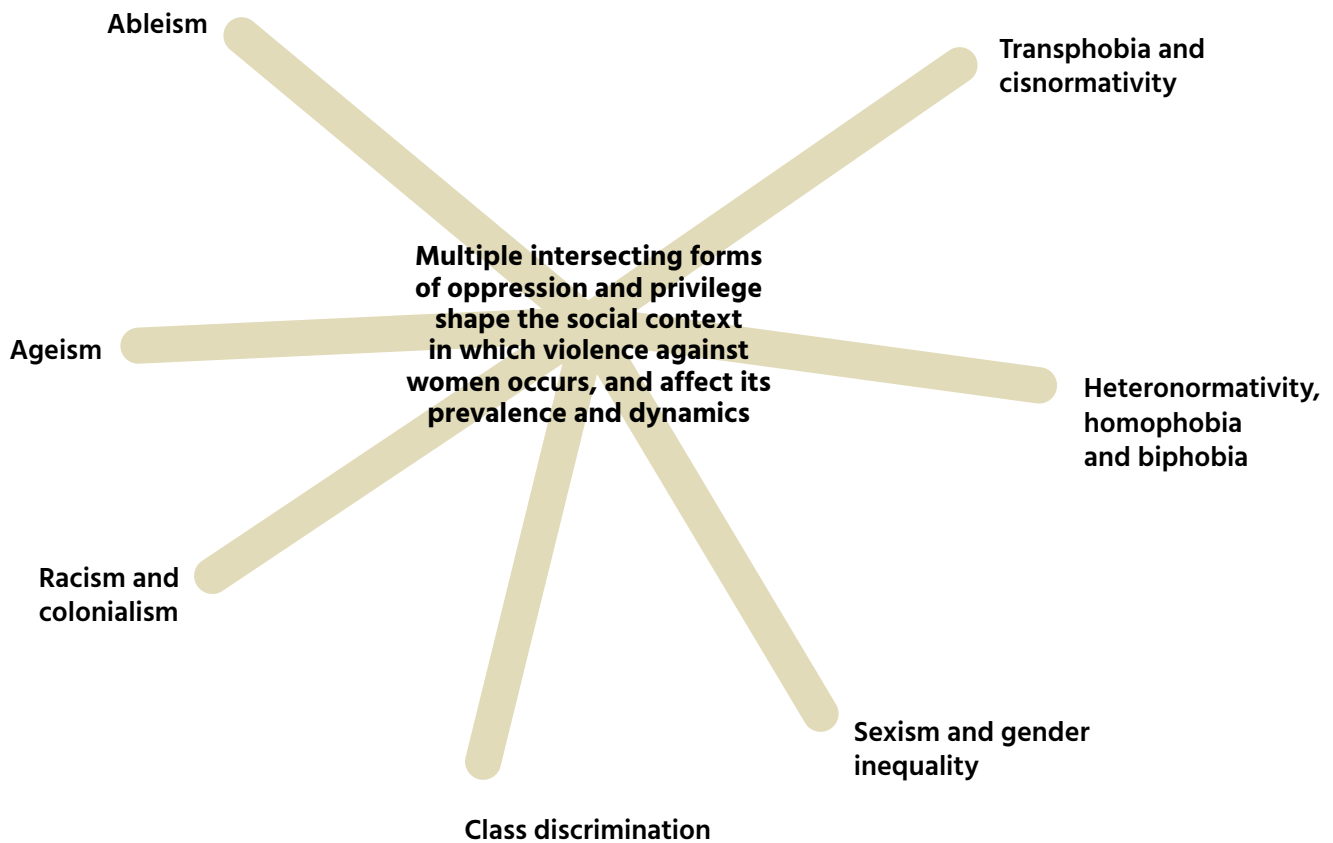 Ableism
Transphobia and
cisnormativity
Multiple intersecting forms
of oppression and privilege
shape the social context
in which violence against
women occurs, and affect its
prevalence and dynamics
Ageism
Heteronormativity,
homophobia
and biphobia
Racism and
colonialism
Sexism and gender
inequality
Class discrimination